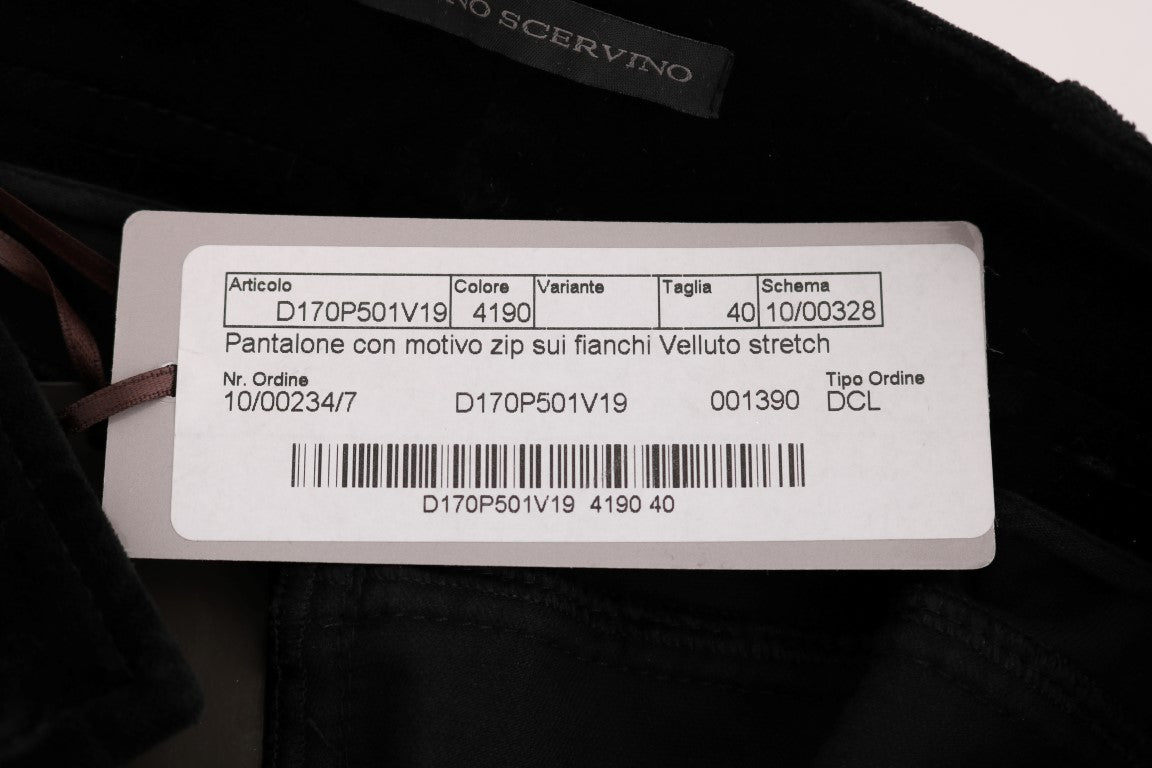 NO SCERVINO
Articolo Colore Variante Taglia Schema
D170P501V19 4190 40 10/00328
Pantalone con motivo zip sui fianchi Velluto stretch
Nr. Ordine Tipo Ordine
10/00234/7 D170P501V19 001390 DCL
D170P501V19 4190 40